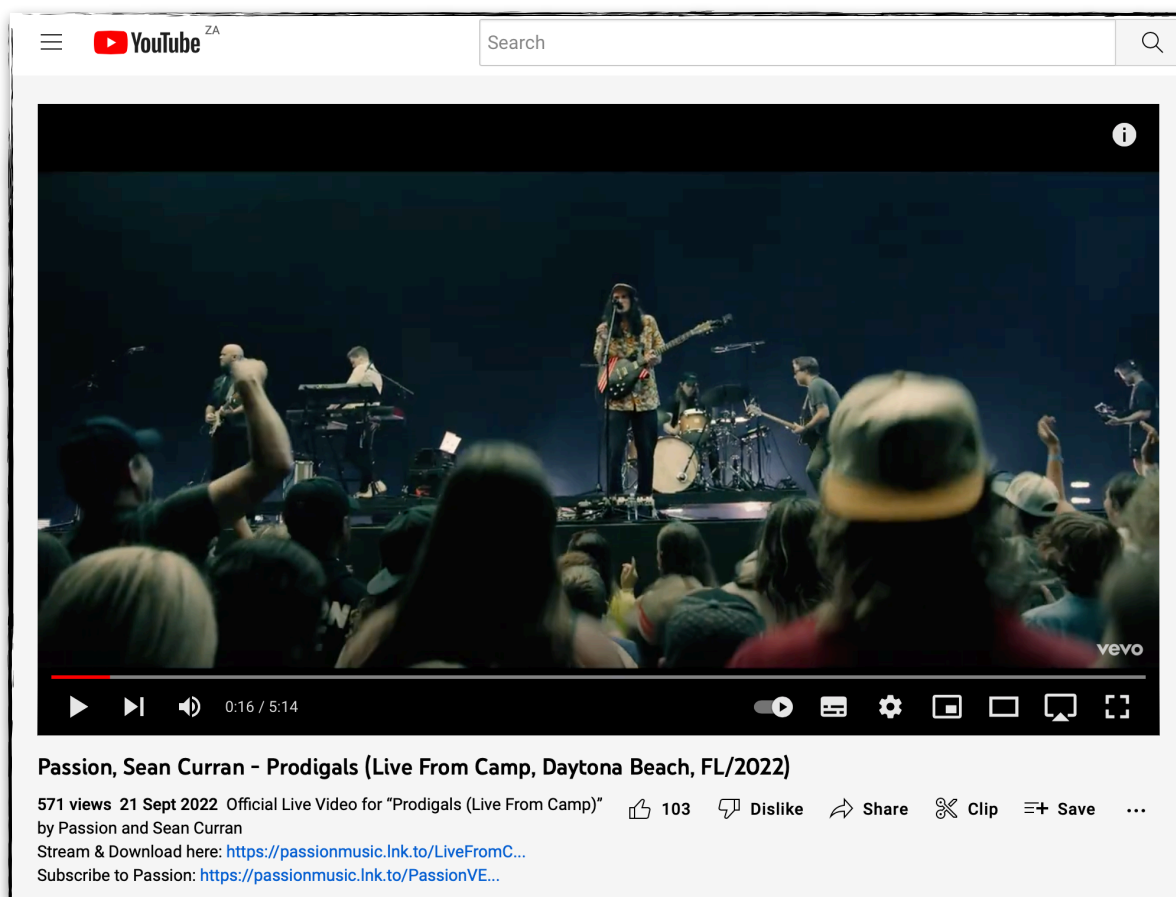 YouTube ZA
Search
vevo
0:16 / 5:14
Passion, Sean Curran - Prodigals (Live From Camp, Daytona Beach, FL/2022)
571 views 21 Sept 2022 Official Live Video for “Prodigals (Live From Camp)”
by Passion and Sean Curran
Stream & Download here: https://passionmusic.lnk.to/LiveFromC...
Subscribe to Passion: https://passionmusic.lnk.to/PassionVE...
103 Dislike Share Clip Save